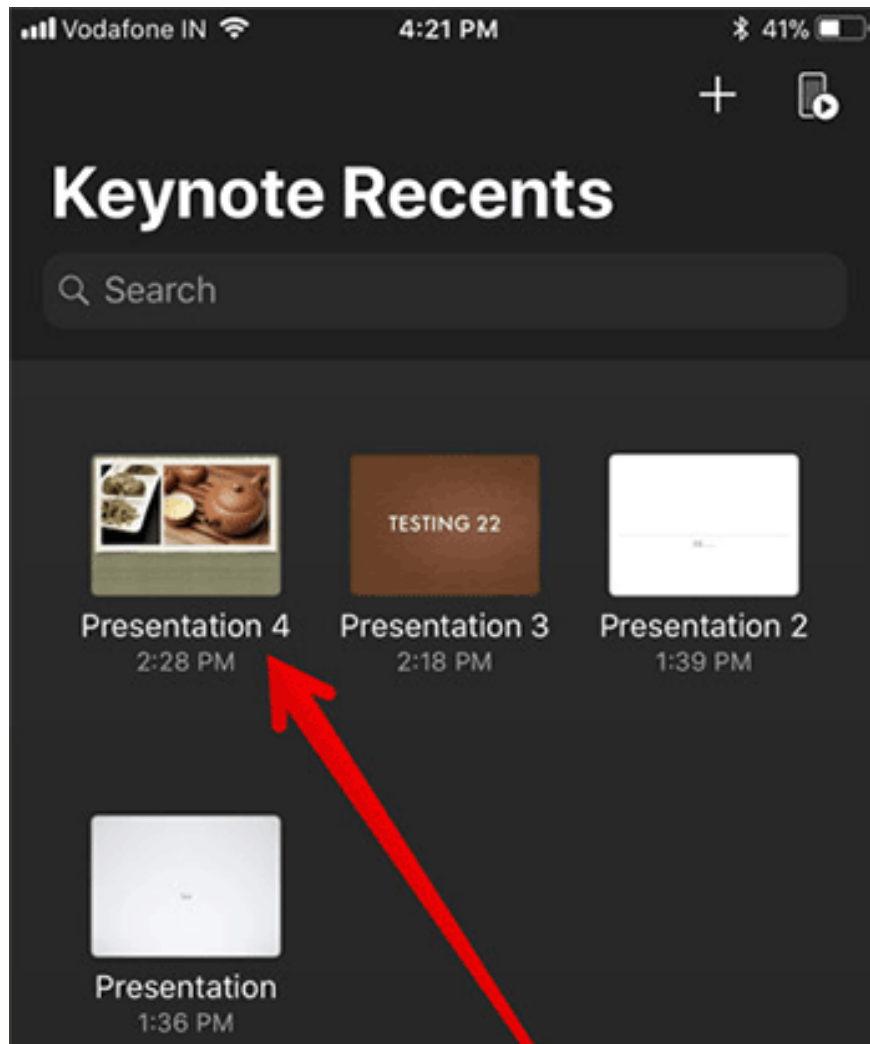 Vodafone IN 4:21 PM 41%
Keynote Recents
Search
TESTING 22
Presentation 4 Presentation 3 Presentation 2
2:28 PM 2:18 PM 1:39 PM
Presentation
1:36 PM